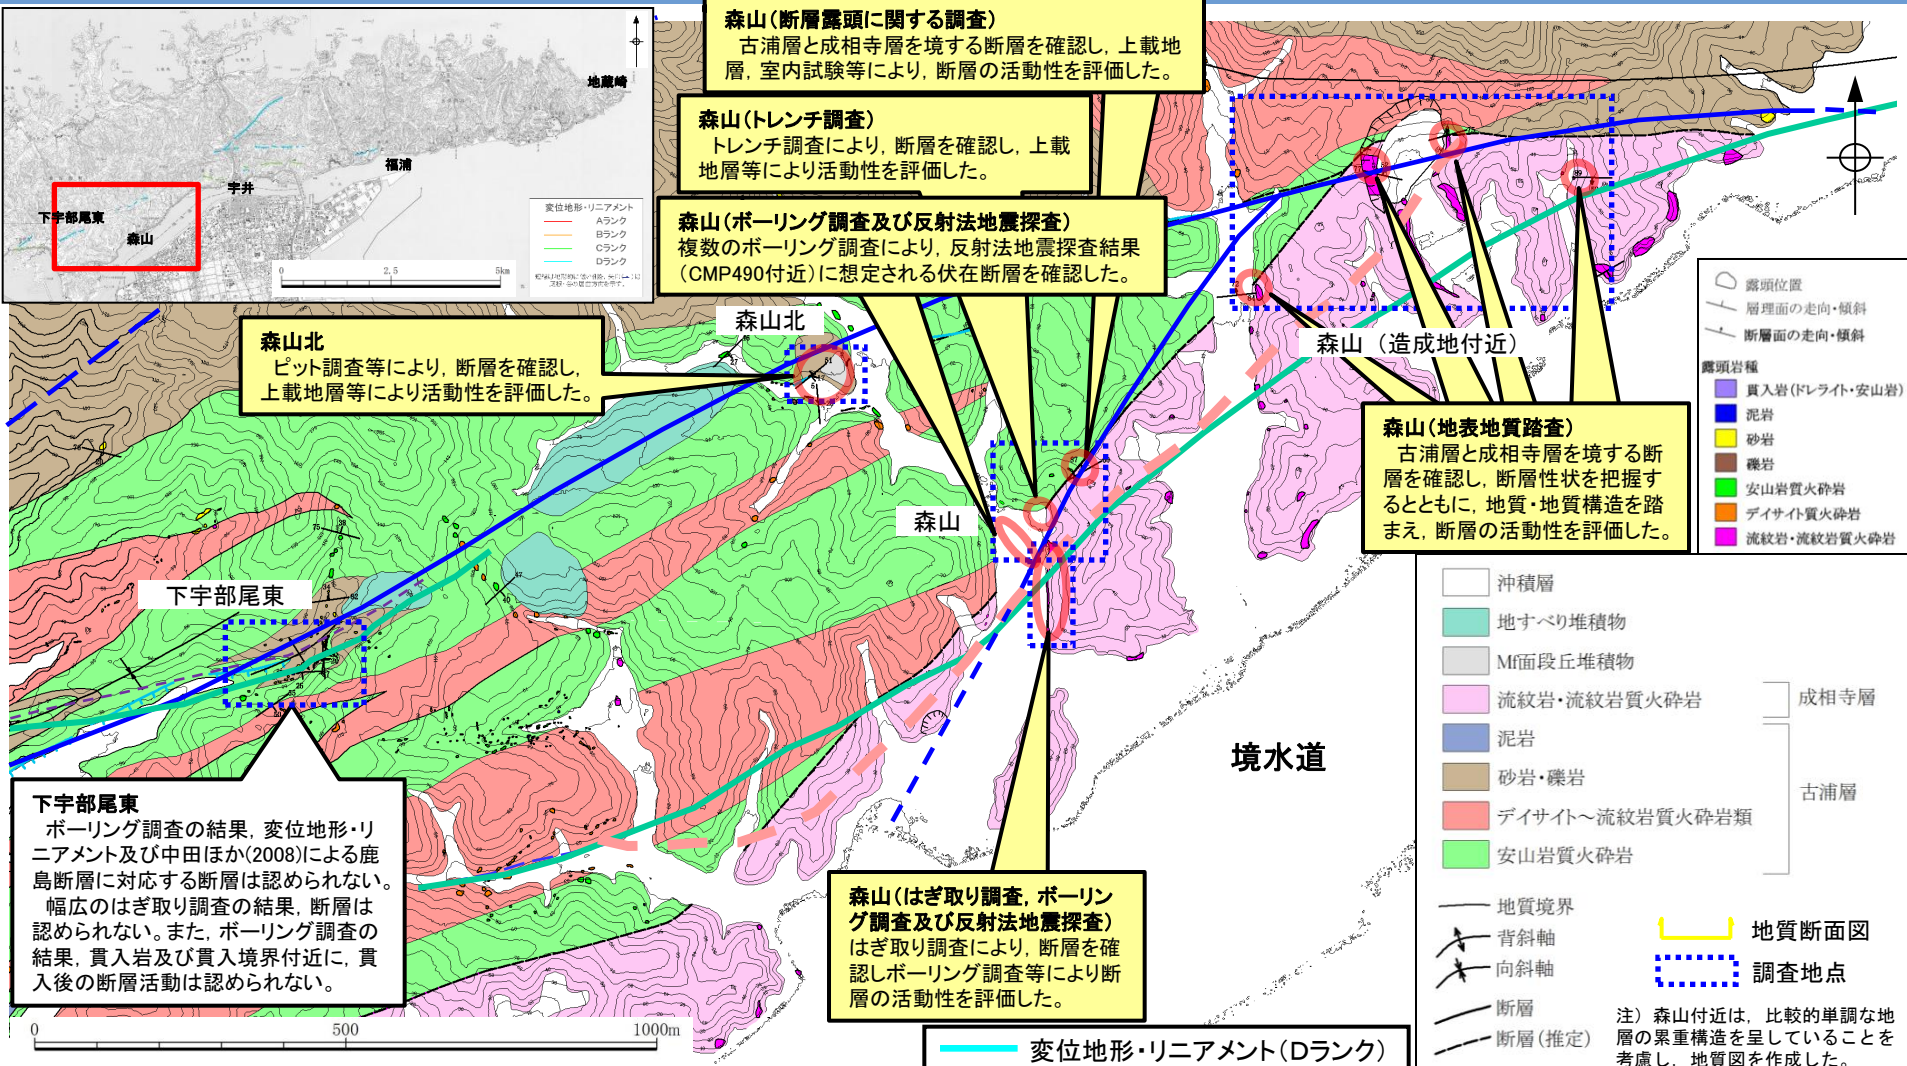 森山（断層露頭に関する調査）
古浦層と成相寺層を境する断層を確認し，上載地
層，室内試験等により，断層の活動性を評価した。
森山（トレンチ調査）
トレンチ調査により，断層を確認し，上載
地層等により活動性を評価した。
森山（ボーリング調査及び反射法地震探査）
複数のボーリング調査により，反射法地震探査結果
（CMP490付近）に想定される伏在断層を確認した。
地蔵崎
福浦
宇井
下宇部尾東
森山
変位地形・リニアメント
Aランク
Bランク
Cランク
Dランク
0 2.5 5km
森山北
ピット調査等により，断層を確認し，
上載地層等により活動性を評価した。
森山北
森山（造成地付近）
森山（地表地質踏査）
古浦層と成相寺層を境する断
層を確認し，断層性状を把握す
るとともに，地質・地質構造を踏
まえ，断層の活動性を評価した。
森山
下宇部尾東
境水道
下宇部尾東
ボーリング調査の結果，変位地形・リ
ニアメント及び中田ほか(2008)による鹿
島断層に対応する断層は認められない。
幅広のはぎ取り調査の結果，断層は
認められない。また，ボーリング調査の
結果，貫入岩及び貫入境界付近に，貫
入後の断層活動は認められない。
森山（はぎ取り調査，ボーリン
グ調査及び反射法地震探査）
はぎ取り調査により，断層を確
認しボーリング調査等により断
層の活動性を評価した。
0 500 1000m
変位地形・リニアメント（Dランク）
露頭位置
層理面の走向・傾斜
断層面の走向・傾斜
露頭岩種
貫入岩(ドレライト・安山岩)
泥岩
砂岩
礫岩
安山岩質火砕岩
デイサイト質火砕岩
流紋岩・流紋岩質火砕岩
沖積層
地すべり堆積物
Mf面段丘堆積物
流紋岩・流紋岩質火砕岩
成相寺層
泥岩
砂岩・礫岩
デイサイト～流紋岩質火砕岩類
安山岩質火砕岩
古浦層
地質境界
背斜軸
向斜軸
断層
断層(推定)
地質断面図
調査地点
注） 森山付近は，比較的単調な地
層の累重構造を呈していることを
考慮し，地質図を作成した。